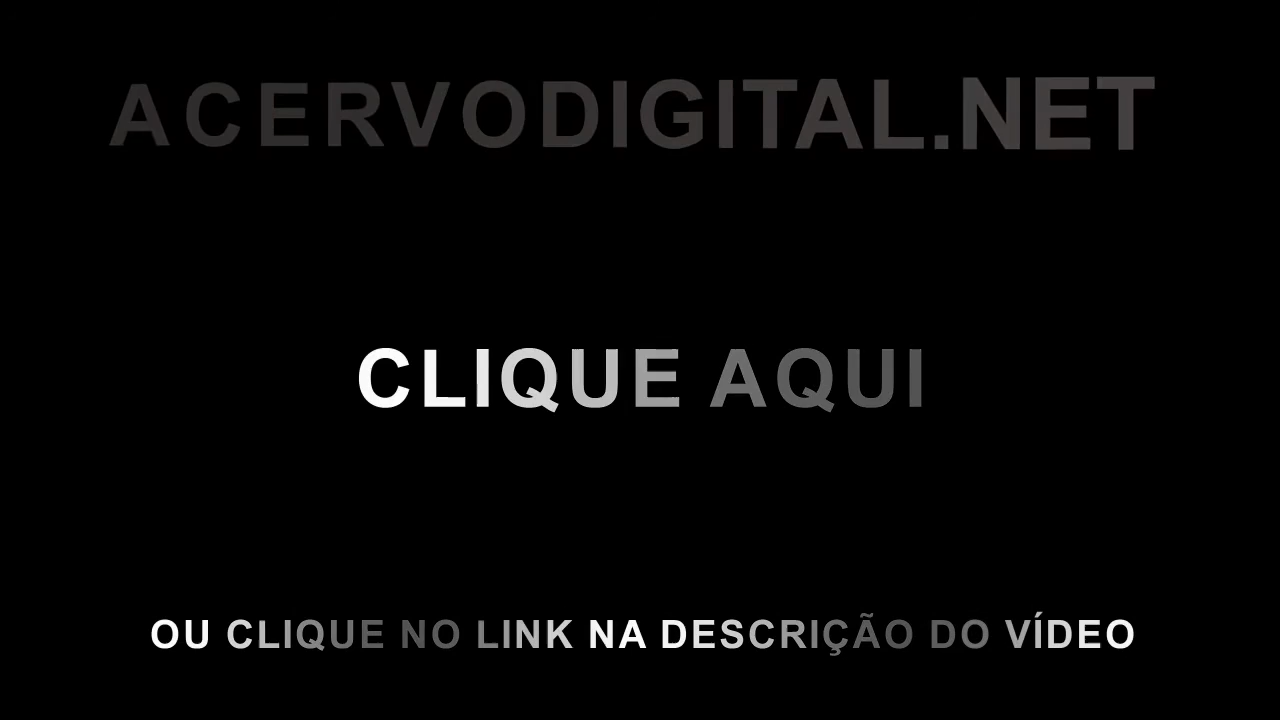 ACERVODIGITAL.NET
CLIQUE AQUI
OU CLIQUE NO LINK NA DESCRIÇÃO DO VÍDEO